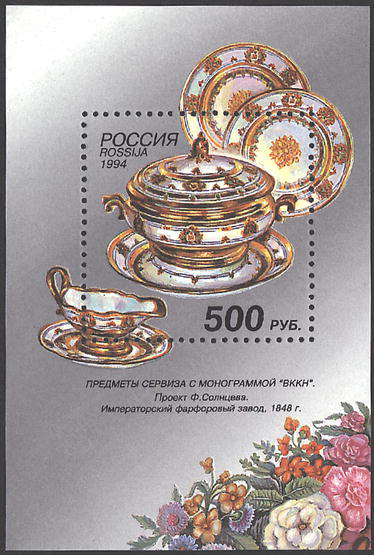 РОССИЯ
ROSSIJA
1994
500 РУБ.
ПРЕДМЕТЫ СЕРВИЗА С МОНОГРАММОЙ "ВККН".
Проект Ф.Солнцева.
Императорский фарфоровый завод, 1848 г.